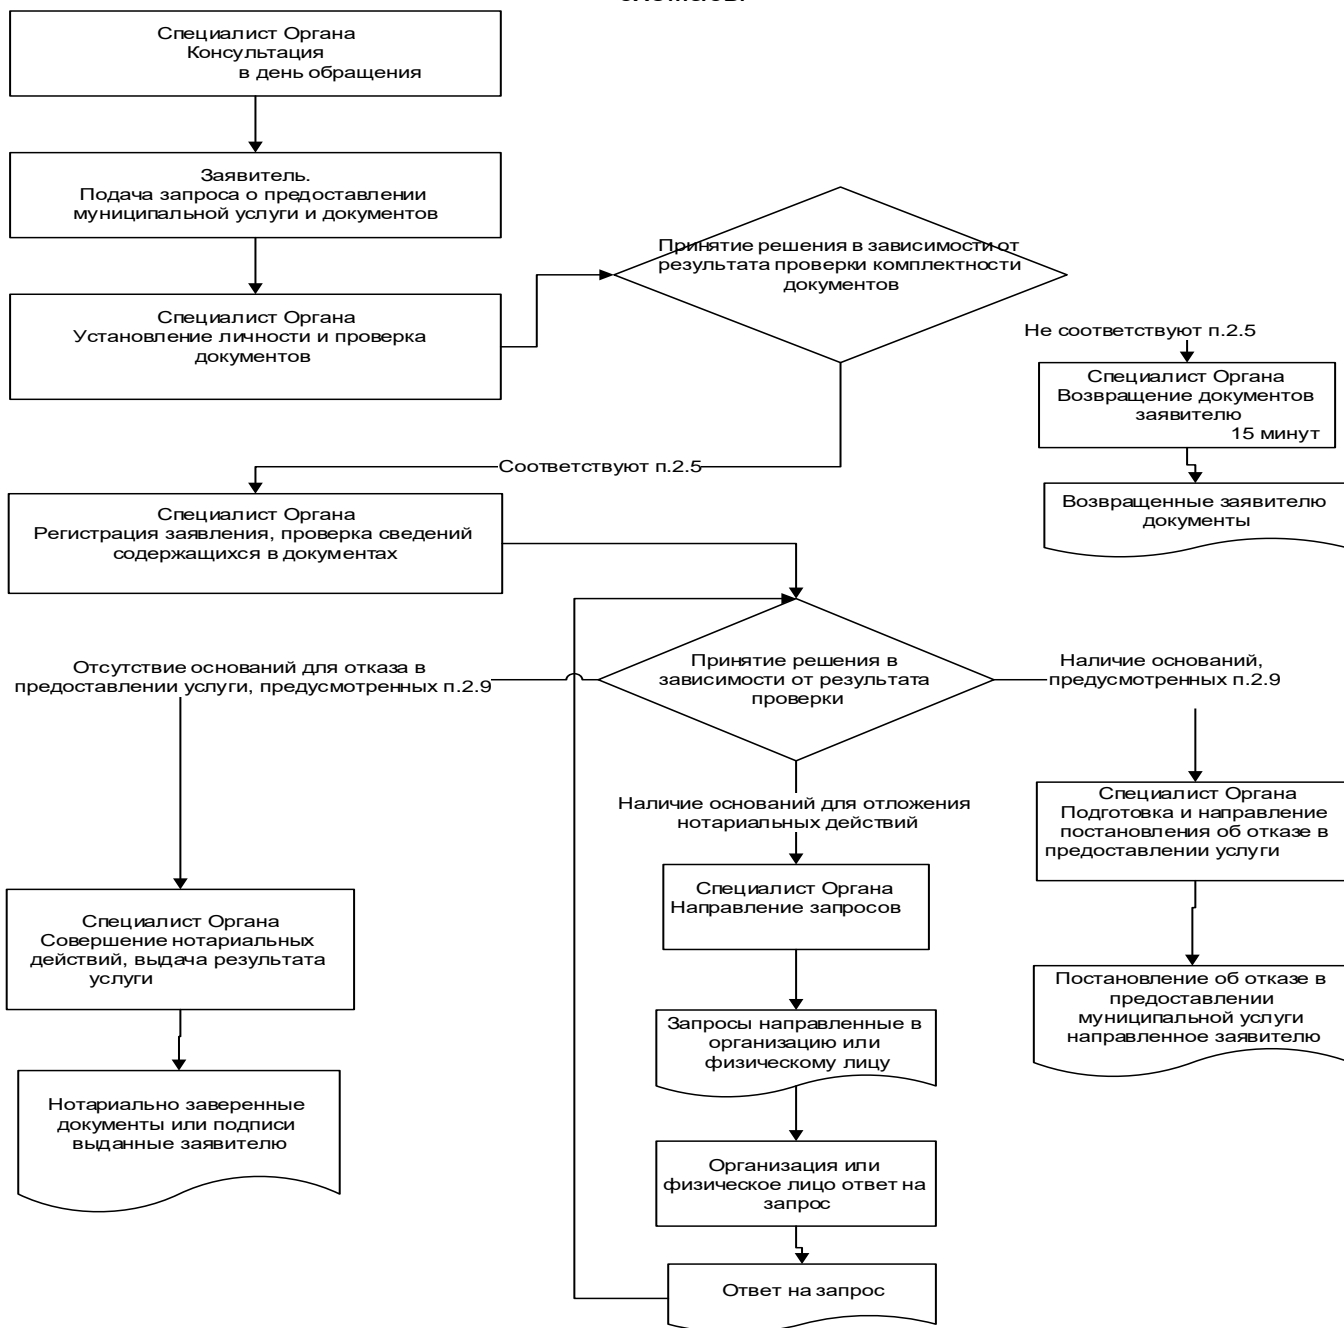 Специалист Органа
Консультация
в день обращения
Заявитель.
Подача запроса о предоставлении
муниципальной услуги и документов
Принятие решения в зависимости от
результата проверки комплектности
документов
Специалист Органа
Установление личности и проверка
документов
Не соответствуют п.2.5
Специалист Органа
Возвращение документов
заявителю
15 минут
Соответствуют п.2.5
Возвращенные заявителю
документы
Специалист Органа
Регистрация заявления, проверка сведений
содержащихся в документах
Отсутствие оснований для отказа в
предоставлении услуги, предусмотренных п.2.9
Принятие решения в
зависимости от результата
проверки
Наличие оснований,
предусмотренных п.2.9
Наличие оснований для отложения
нотариальных действий
Специалист Органа
Подготовка и направление
постановления об отказе в
предоставлении услуги
Специалист Органа
Направление запросов
Специалист Органа
Совершение нотариальных
действий, выдача результата
услуги
Постановление об отказе в
предоставлении
муниципальной услуги
направленное заявителю
Запросы направленные в
организацию или
физическому лицу
Нотариально заверенные
документы или подписи
выданные заявителю
Организация или
физическое лицо ответ на
запрос
Ответ на запрос